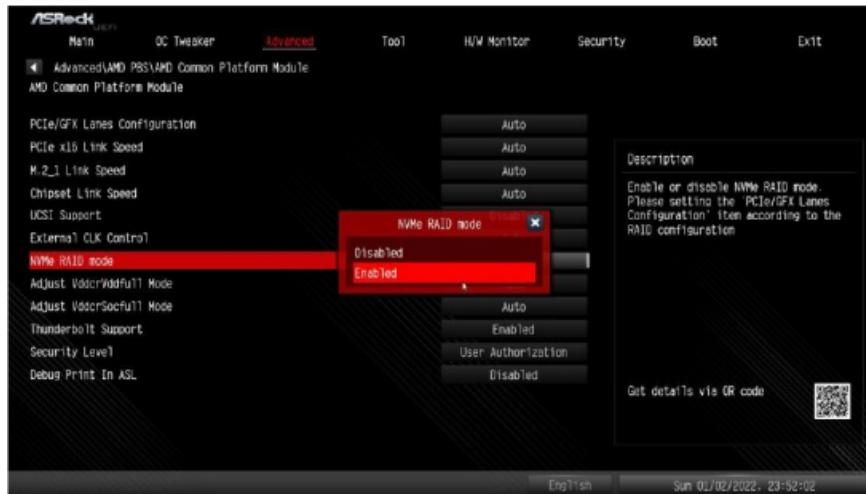 ASRock UEFI
Main OC Tweaker Advanced Tool H/W Monitor Security Boot Exit
Advanced\AMD PBS\AMD Common Platform Module
AMD Common Platform Module
PCIe/GFX Lanes Configuration Auto
PCIe x16 Link Speed Auto
M.2_1 Link Speed Auto
Chipset Link Speed Auto
UCSI Support Disabled
External CLK Control
NVMe RAID mode
Adjust VddcrVddfull Mode
Adjust VddcrSocfull Mode Auto
Thunderbolt Support Enabled
Security Level User Authorization
Debug Print In ASL Disabled
NVMe RAID mode
Disabled
Enabled
Description
Enable or disable NVMe RAID mode.
Please setting the 'PCIe/GFX Lanes
Configuration' item according to the
RAID configuration
Get details via QR code
English Sun 01/02/2022, 23:52:02